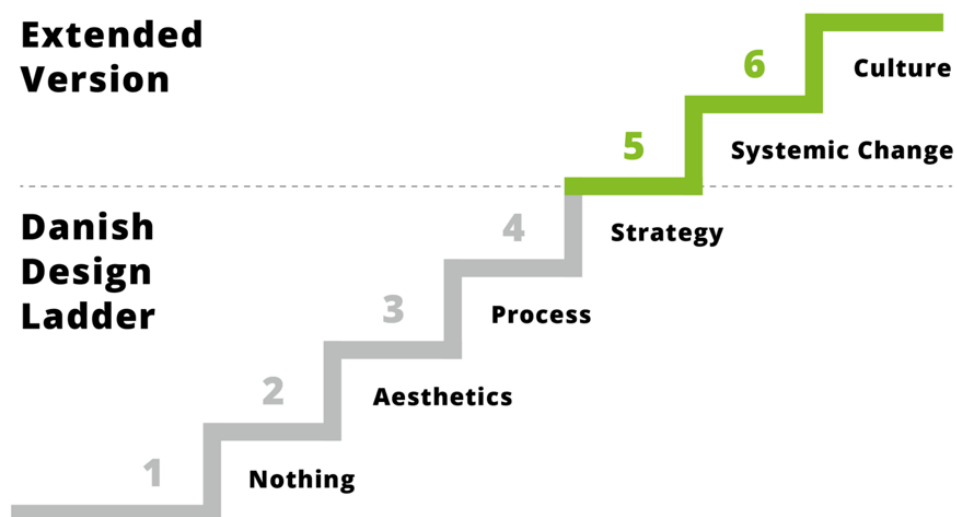 Extended
Version
6
Culture
5
Systemic Change
Danish
Design
Ladder
4
Strategy
3
Process
2
Aesthetics
1
Nothing